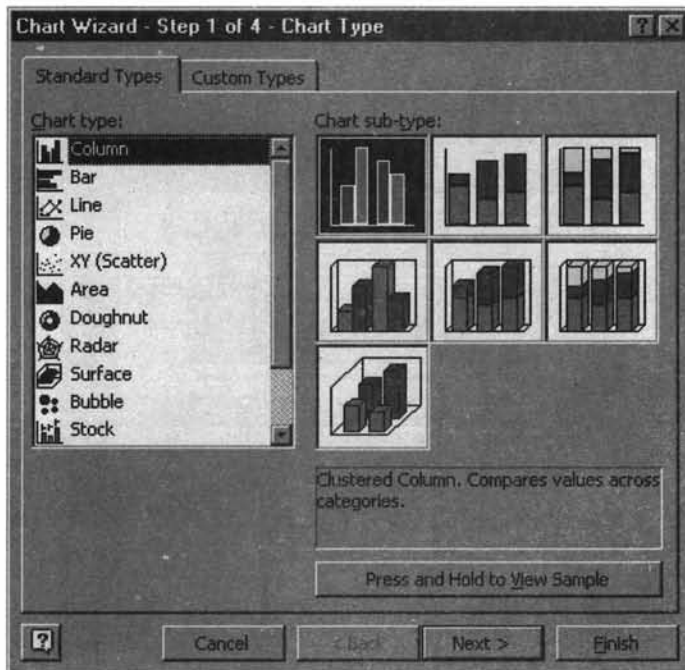 Chart Wizard - Step 1 of 4 - Chart Type
Standard Types
Custom Types
Chart type:
Column
Bar
Line
Pie
XY (Scatter)
Area
Doughnut
Radar
Surface
Bubble
Stock
Chart sub-type:
Clustered Column. Compares values across
categories.
Press and Hold to View Sample
Cancel
< Back
Next >
Finish